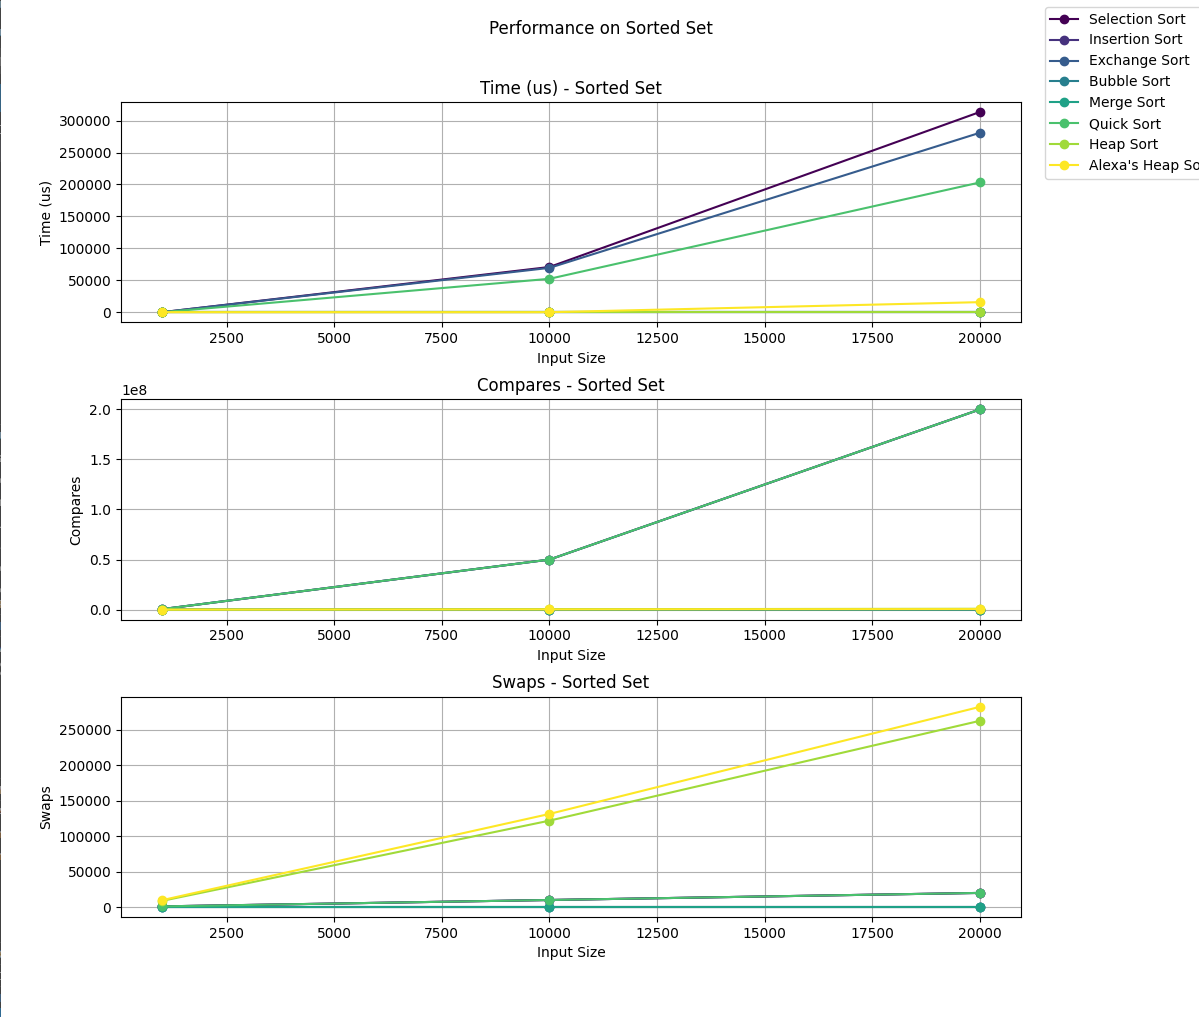 Performance on Sorted Set
Selection Sort
Insertion Sort
Exchange Sort
Bubble Sort
Merge Sort
Quick Sort
Heap Sort
Alexa's Heap So
Time (us) - Sorted Set
Time (us)
300000
250000
200000
150000
100000
50000
0
2500 5000 7500 10000 12500 15000 17500 20000
Input Size
Compares - Sorted Set
1e8
Compares
2.0
1.5
1.0
0.5
0.0
2500 5000 7500 10000 12500 15000 17500 20000
Input Size
Swaps - Sorted Set
Swaps
250000
200000
150000
100000
50000
0
2500 5000 7500 10000 12500 15000 17500 20000
Input Size